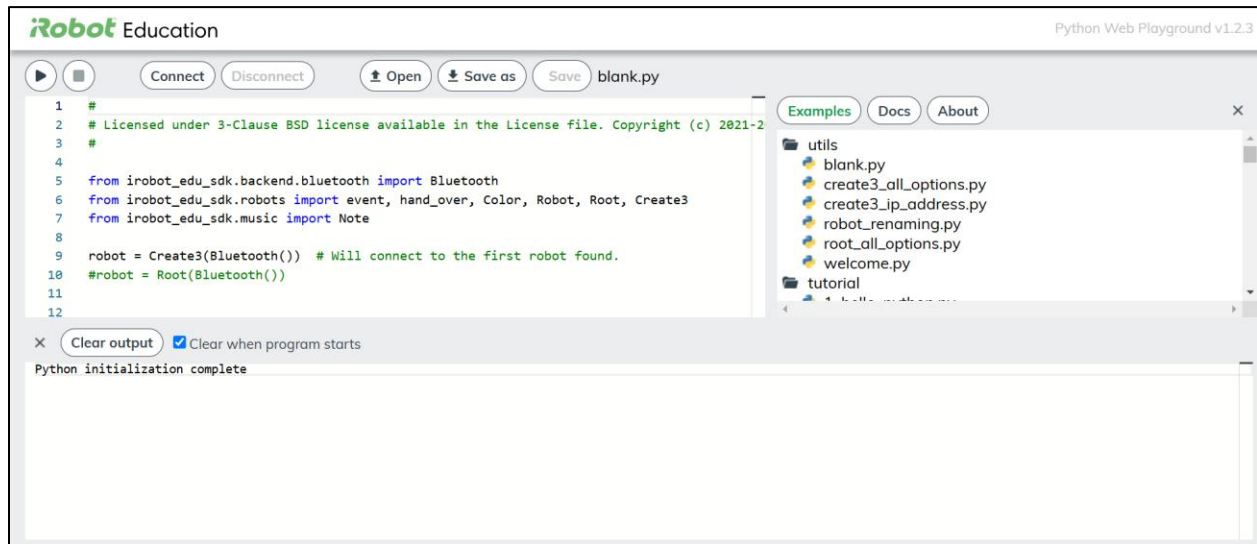 iRobot Education
Python Web Playground v1.2.3
Connect Disconnect Open Save as Save blank.py
1 #
2 # Licensed under 3-Clause BSD license available in the License file. Copyright (c) 2021-2
3 #
4
5 from irobot_edu_sdk.backend.bluetooth import Bluetooth
6 from irobot_edu_sdk.robots import event, hand_over, Color, Robot, Root, Create3
7 from irobot_edu_sdk.music import Note
8
9 robot = Create3(Bluetooth())  # Will connect to the first robot found.
10 #robot = Root(Bluetooth())
11
12
Examples Docs About
utils
blank.py
create3_all_options.py
create3_ip_address.py
robot_renaming.py
root_all_options.py
welcome.py
tutorial
× Clear output Clear when program starts
Python initialization complete